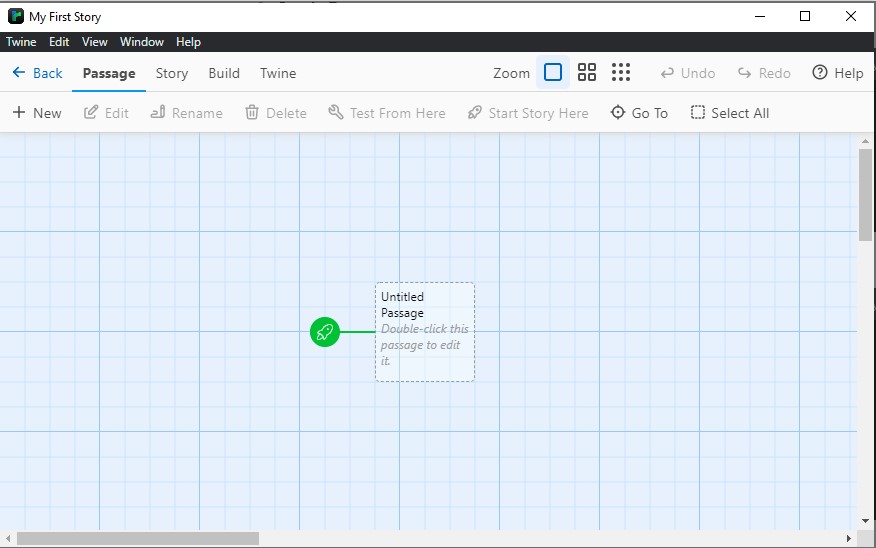 My First Story
Twine Edit View Window Help
Back Passage Story Build Twine Zoom Undo Redo Help
New Edit Rename Delete Test From Here Start Story Here Go To Select All
Untitled
Passage
Double-click this
passage to edit
it.